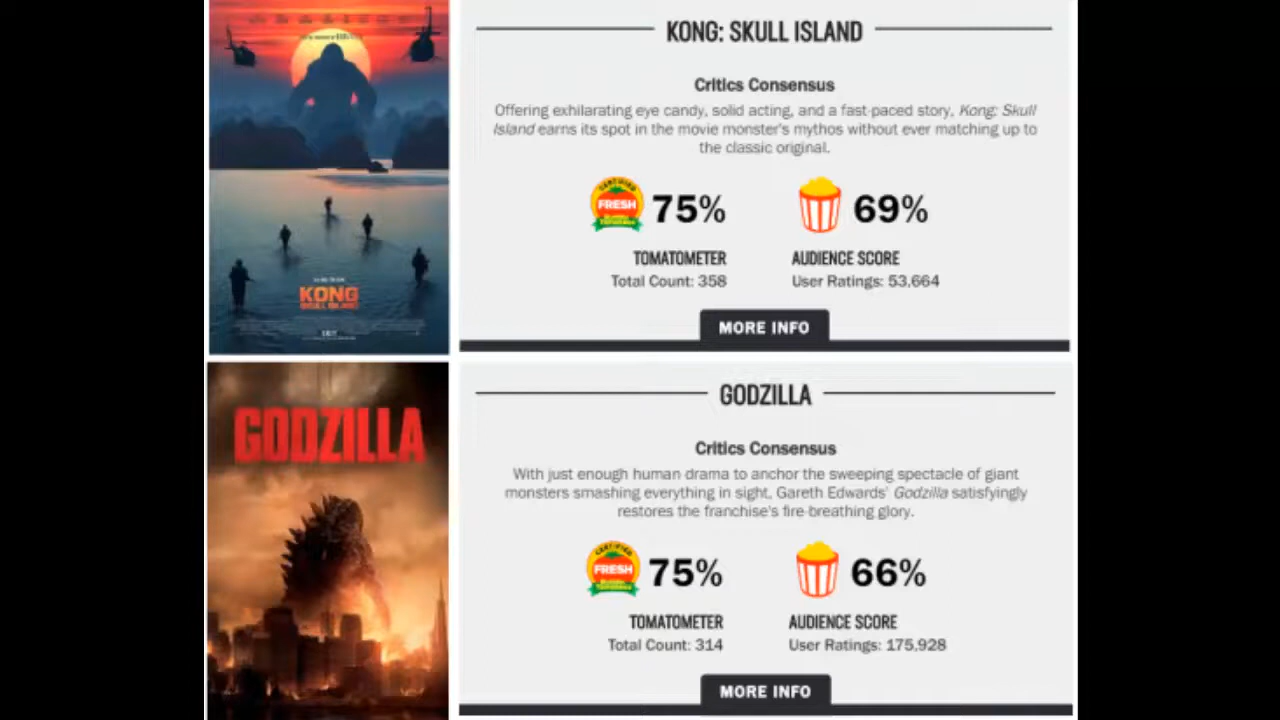 KONG: SKULL ISLAND
Critics Consensus
Offering exhilarating eye candy, solid acting, and a fast-paced story, Kong: Skull
Island earns its spot in the movie monster's mythos without ever matching up to
the classic original.
CERTIFIED
FRESH
75%
69%
TOMATOMETER
AUDIENCE SCORE
Total Count: 358
User Ratings: 53,664
MORE INFO
KONG
SKULL ISLAND
GODZILLA
GODZILLA
Critics Consensus
With just enough human drama to anchor the sweeping spectacle of giant
monsters smashing everything in sight, Gareth Edwards' Godzilla satisfyingly
restores the franchise's fire-breathing glory.
CERTIFIED
FRESH
75%
66%
TOMATOMETER
AUDIENCE SCORE
Total Count: 314
User Ratings: 175,928
MORE INFO